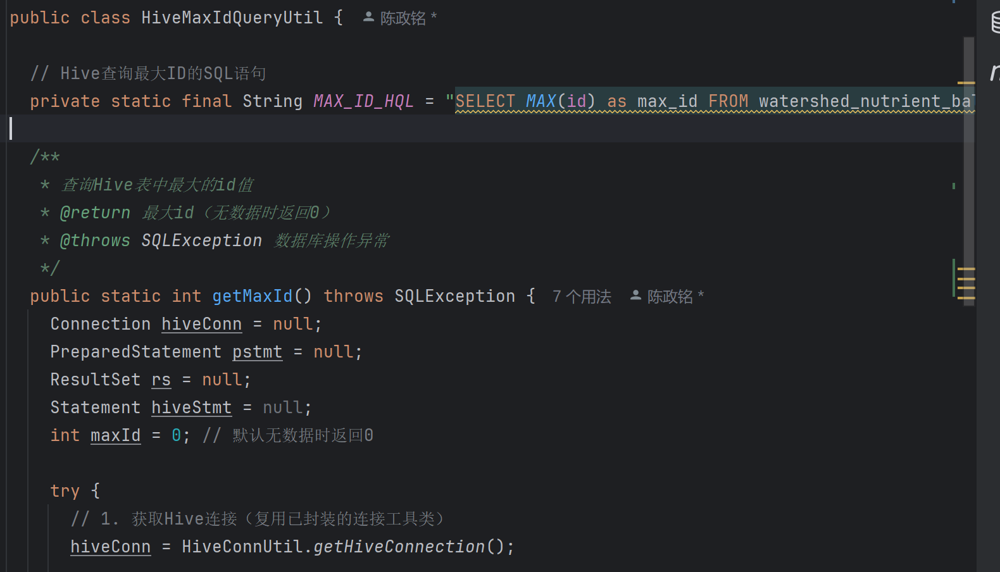 public class HiveMaxIdQueryUtil { 陈政铭 *
// Hive查询最大ID的SQL语句
private static final String MAX_ID_HQL = "SELECT MAX(id) as max_id FROM watershed_nutrient_ba
/**
* 查询Hive表中最大的id值
* @return 最大id（无数据时返回0）
* @throws SQLException 数据库操作异常
*/
public static int getMaxId() throws SQLException { 7 个用法 陈政铭 *
Connection hiveConn = null;
PreparedStatement pstmt = null;
ResultSet rs = null;
Statement hiveStmt = null;
int maxId = 0; // 默认无数据时返回0
try {
// 1. 获取Hive连接（复用已封装的连接工具类）
hiveConn = HiveConnUtil.getHiveConnection();